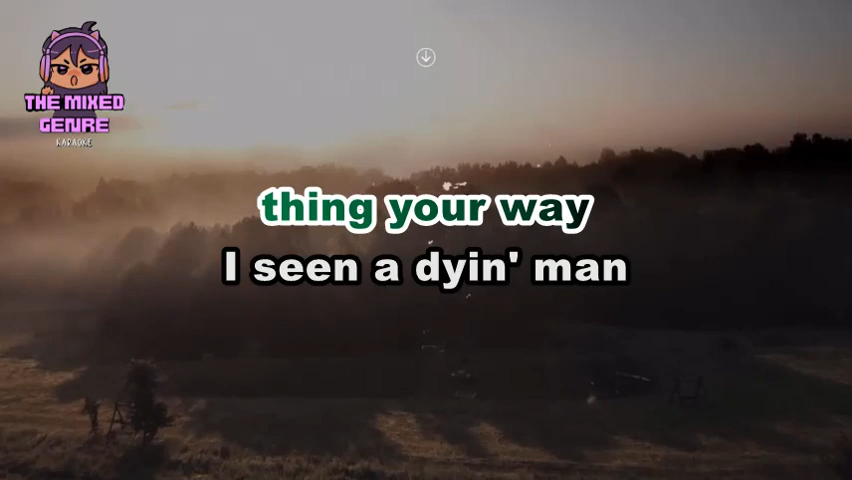 THE MIXED
GENRE
KARAOKE
thing your way
I seen a dyin' man